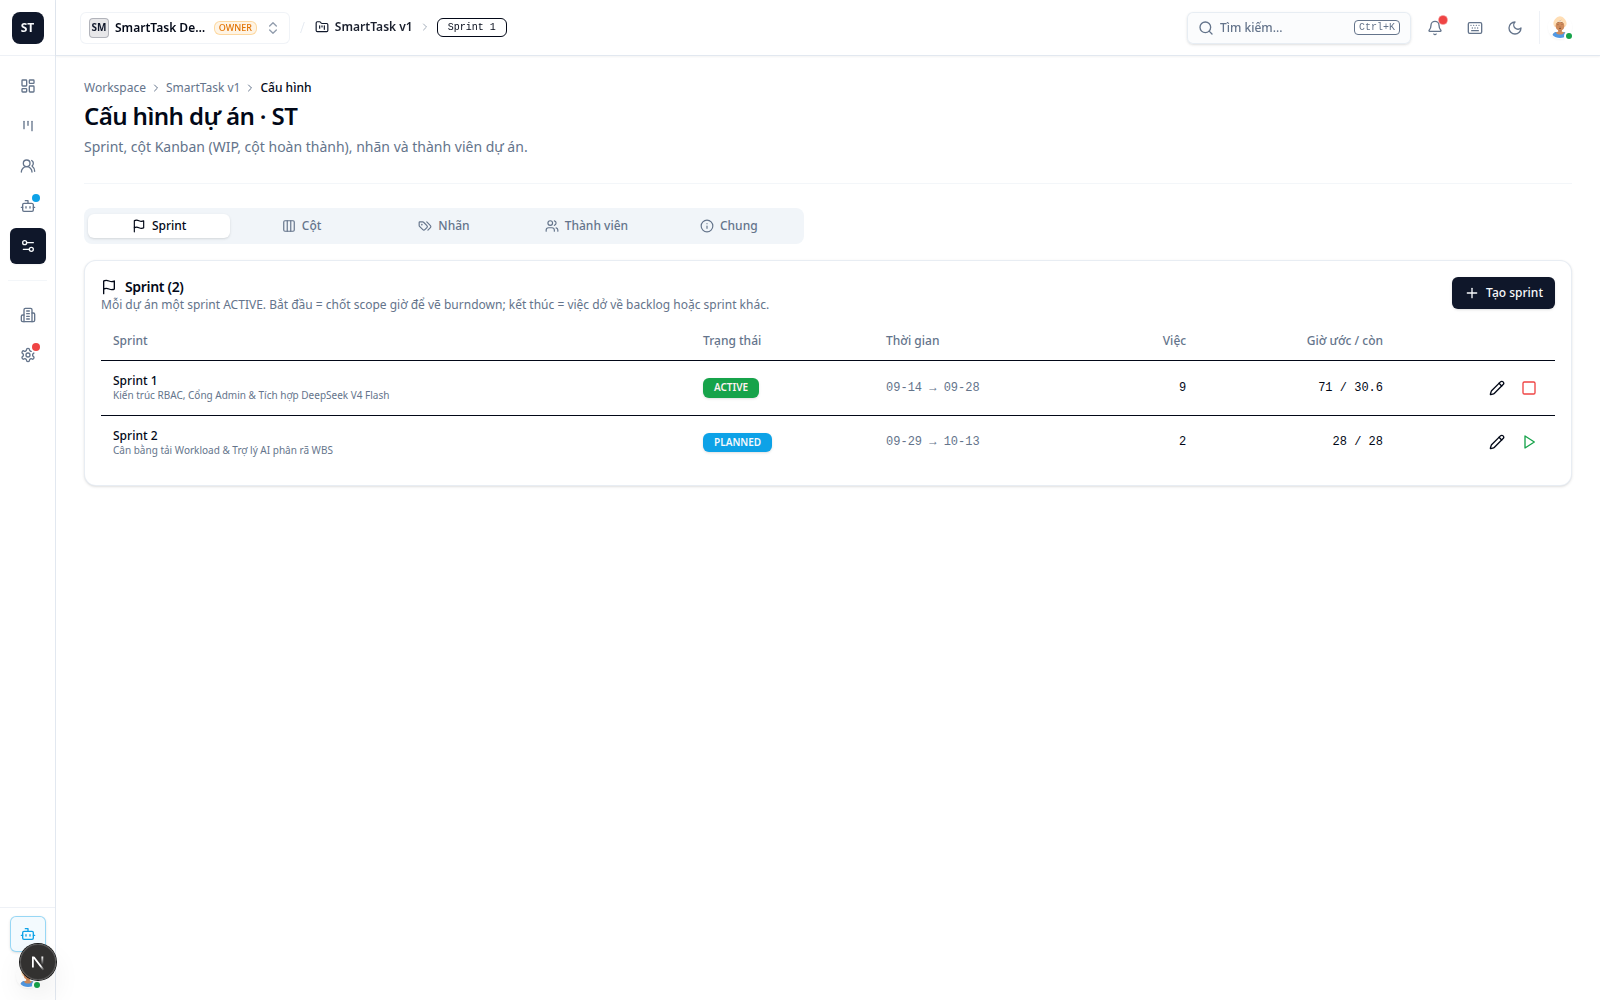 ST
SM SmartTask De... OWNER / SmartTask v1 Sprint 1
Tìm kiếm... Ctrl+K
Workspace SmartTask v1 Cấu hình
Cấu hình dự án · ST
Sprint, cột Kanban (WIP, cột hoàn thành), nhãn và thành viên dự án.
Sprint Cột Nhãn Thành viên Chung
Sprint (2)
Mỗi dự án một sprint ACTIVE. Bắt đầu = chốt scope giờ để vẽ burndown; kết thúc = việc dở về backlog hoặc sprint khác.
Tạo sprint
Sprint Trạng thái Thời gian Việc Giờ ước / còn
Sprint 1
Kiến trúc RBAC, Cổng Admin & Tích hợp DeepSeek V4 Flash
ACTIVE 09-14 → 09-28 9 71 / 30.6
Sprint 2
Cân bằng tải Workload & Trợ lý AI phân rã WBS
PLANNED 09-29 → 10-13 2 28 / 28
N